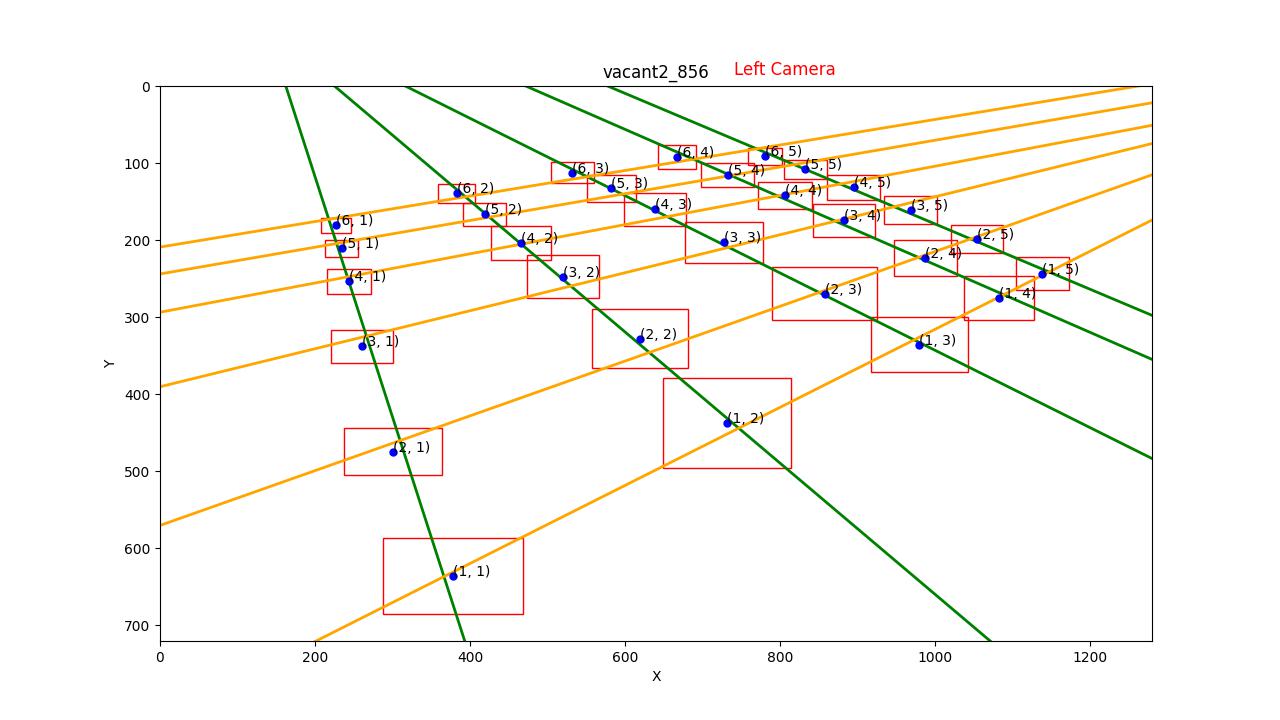 vacant2_856 Left Camera
0
100
200
300
400
500
600
700
Y
(6, 4) (6, 5)
(6, 3) (5, 4) (5, 5)
(6, 2) (5, 3) (4, 4) (4, 5)
(6, 1) (5, 2) (4, 3) (3, 4) (3, 5)
(5, 1) (4, 2) (3, 3) (2, 4) (2, 5)
(4, 1) (3, 2) (2, 3) (1, 4) (1, 5)
(3, 1) (2, 2) (1, 3)
(2, 1) (1, 2)
(1, 1)
0 200 400 600 800 1000 1200
X